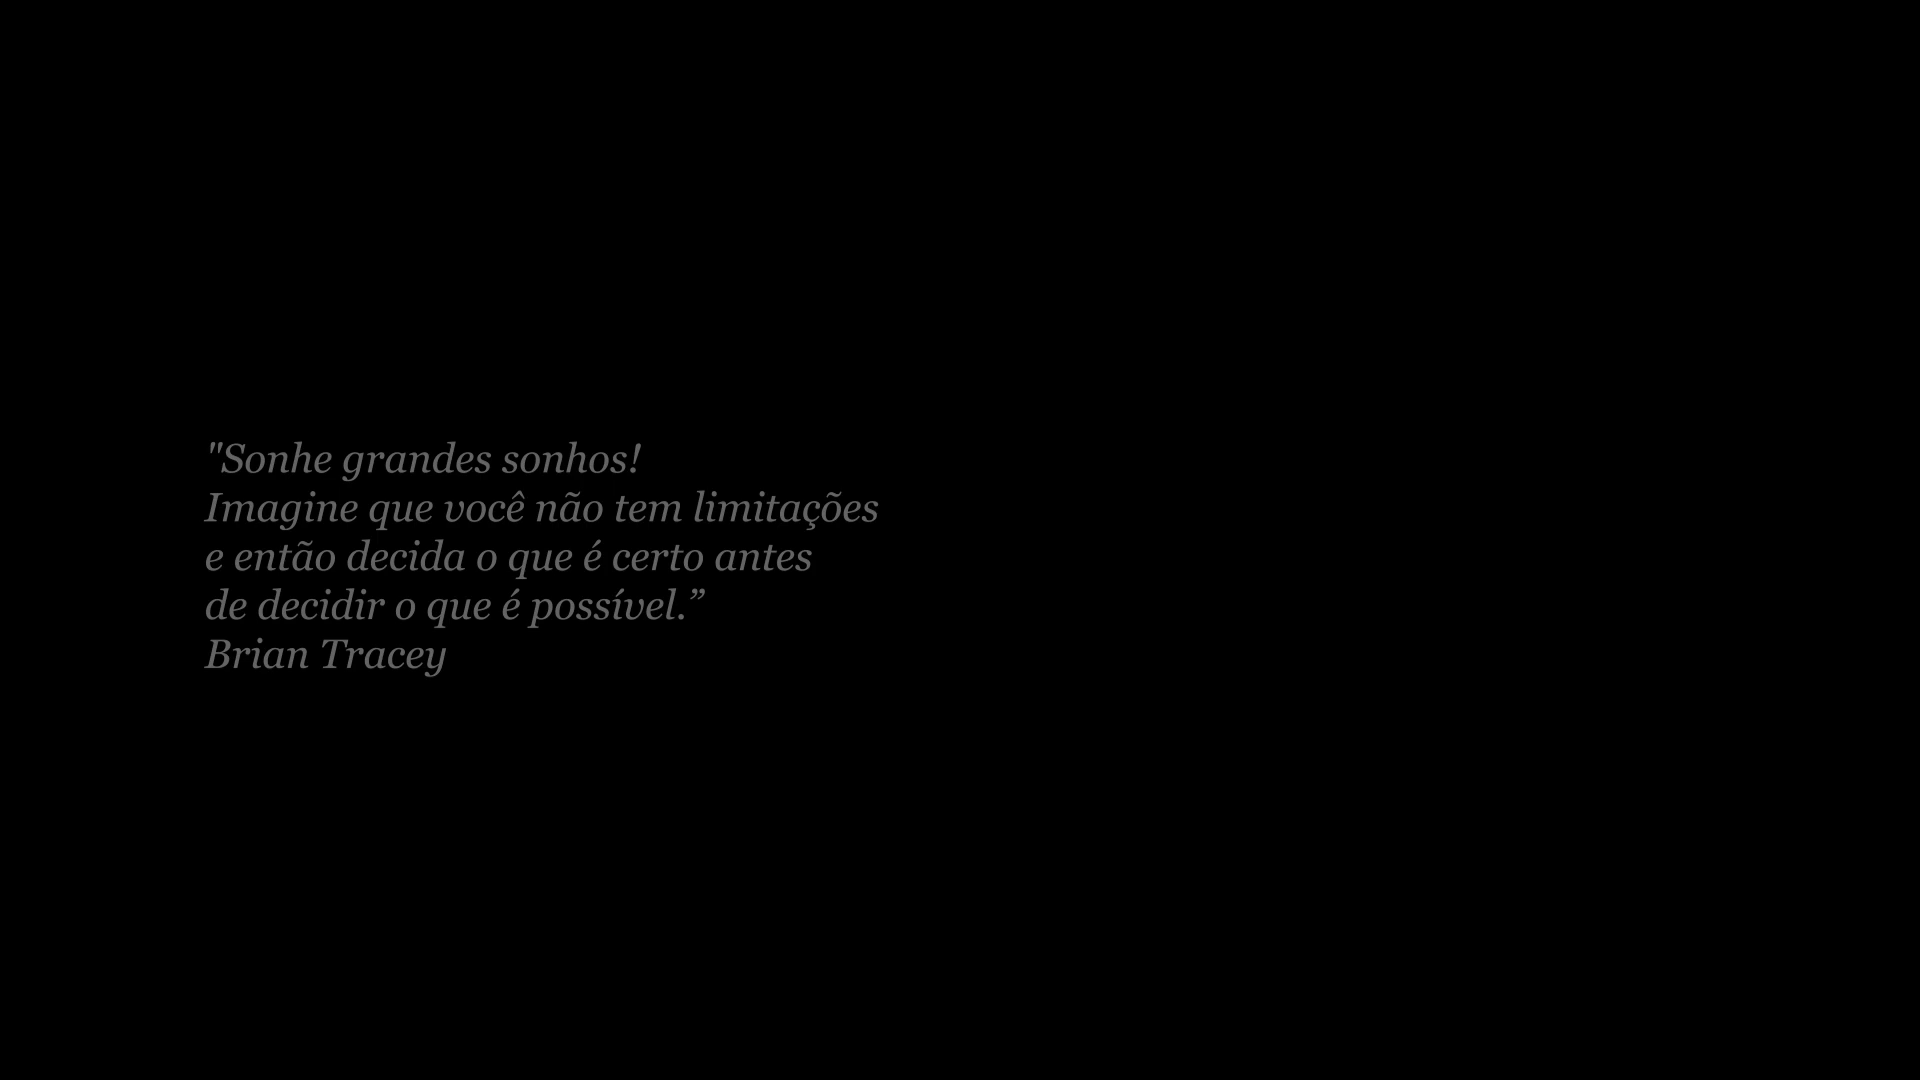 "Sonhe grandes sonhos!
Imagine que você não tem limitações
e então decida o que é certo antes
de decidir o que é possível.”
Brian Tracey